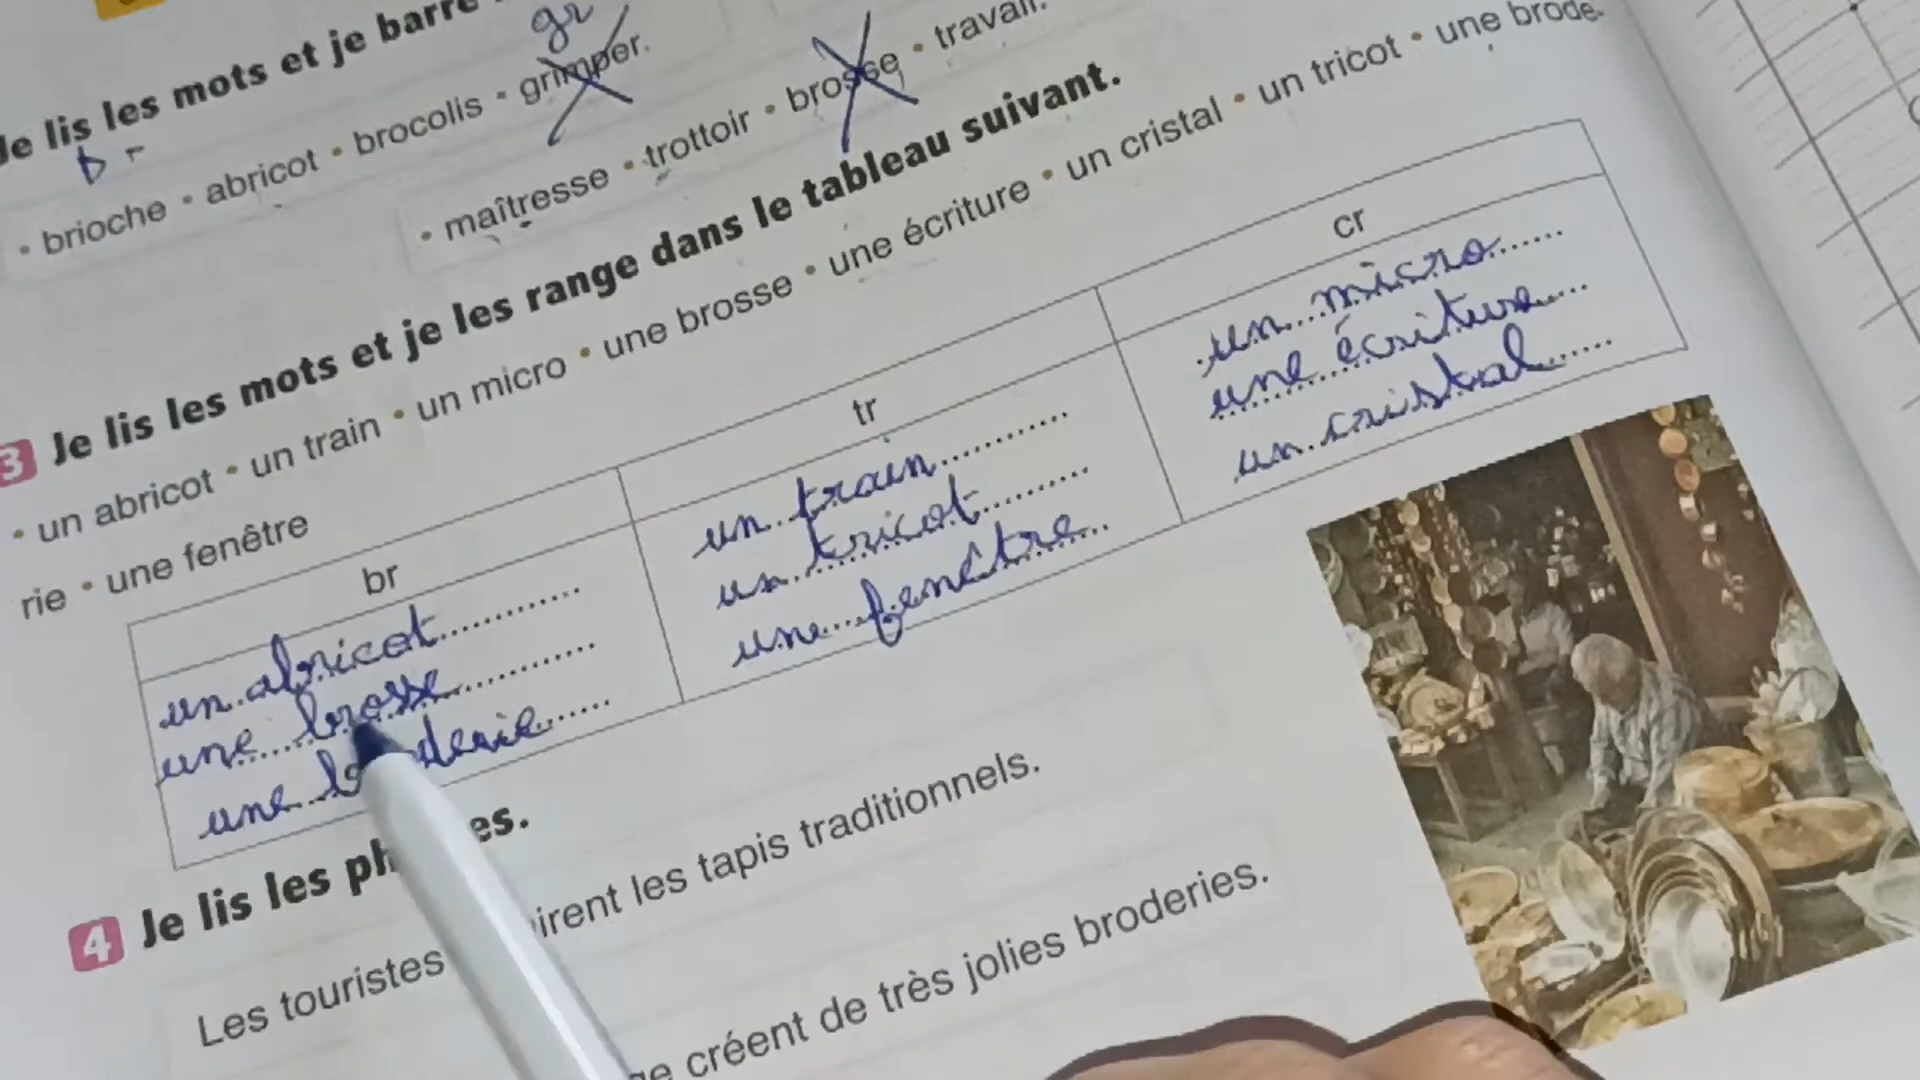 Je lis les mots et je barre
gr
br
• brioche • abricot • brocolis • grimper.
• maîtresse • trottoir • brosse • travail.
3 Je lis les mots et je les range dans le tableau suivant.
• un abricot • un train • un micro • une brosse • une écriture • un cristal • un tricot • une brode-
rie • une fenêtre
br tr cr
un abricot un train un micro
une brosse un tricot une écriture
une broderie une fenêtre un cristal
4 Je lis les phrases.
Les touristes irent les tapis traditionnels.
créent de très jolies broderies.